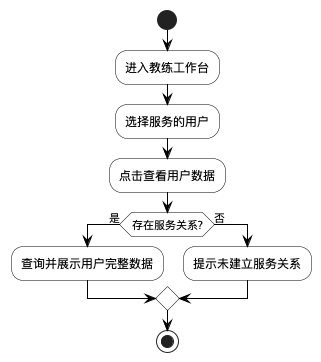 进入教练工作台
选择服务的用户
点击查看用户数据
是
存在服务关系?
否
查询并展示用户完整数据
提示未建立服务关系